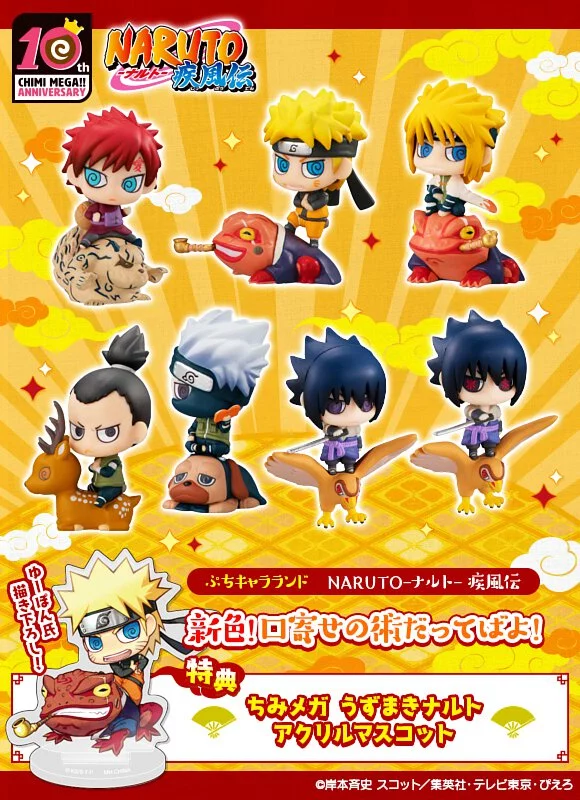 10th
CHIMI MEGA!!
ANNIVERSARY
NARUTO
-ナルト-
疾風伝
ぷちキャラランド NARUTO-ナルト- 疾風伝
新色!口寄せの術だってばよ!
ゆーぽん氏
描き下ろし!
特典
ちみメガ うずまきナルト
アクリルマスコット
©岸本斉史 スコット/集英社・テレビ東京・ぴえろ